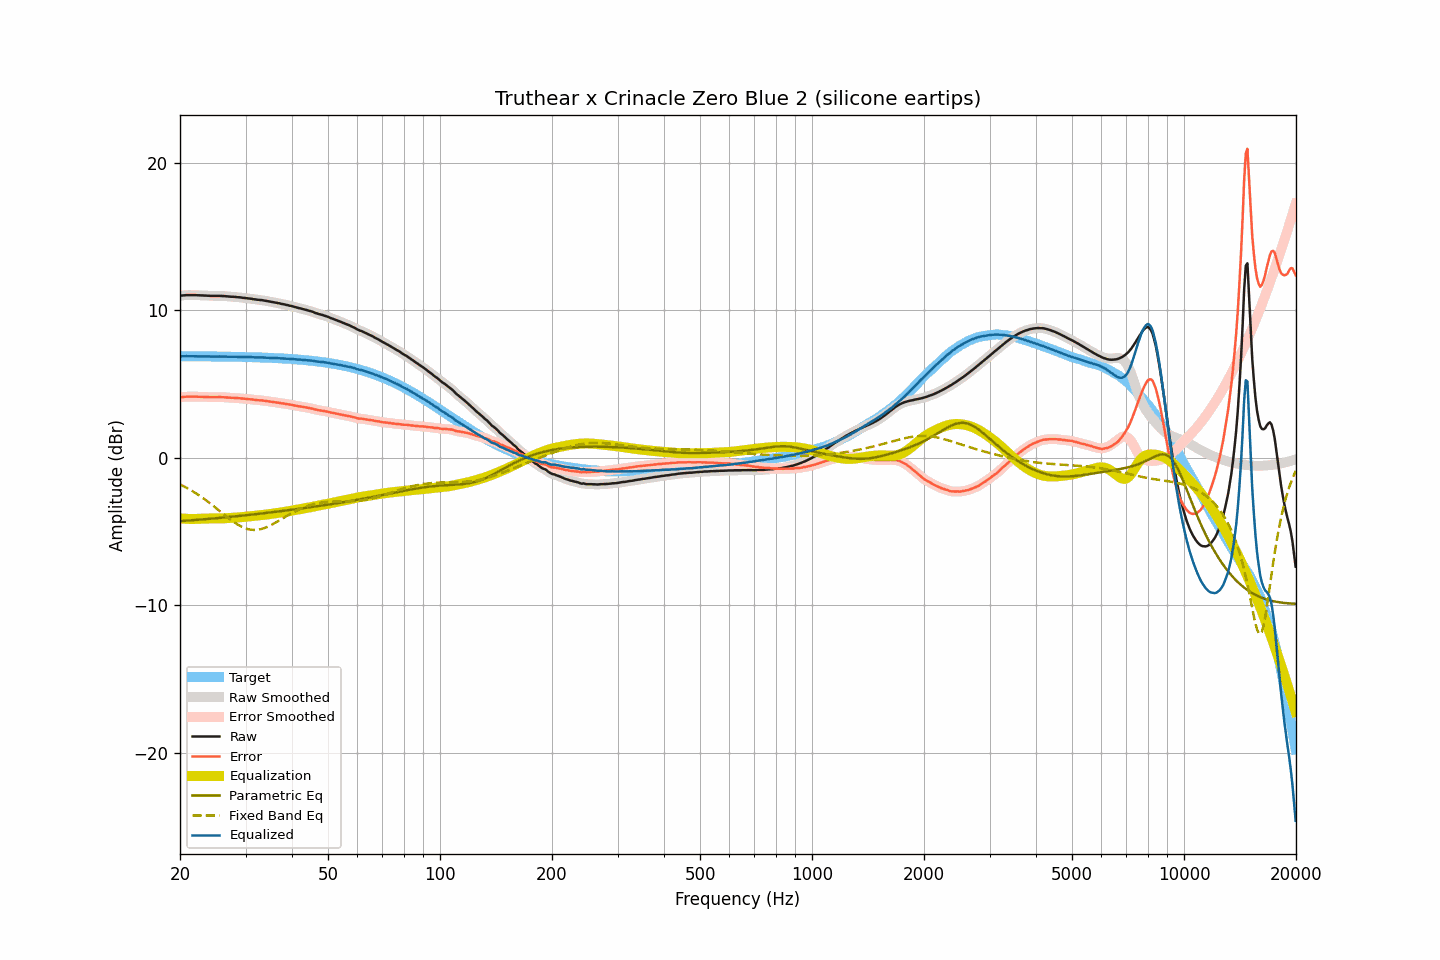 Truthear x Crinacle Zero Blue 2 (silicone eartips)
20
10
0
−10
−20
Amplitude (dBr)
Target
Raw Smoothed
Error Smoothed
Raw
Error
Equalization
Parametric Eq
Fixed Band Eq
Equalized
20 50 100 200 500 1000 2000 5000 10000 20000
Frequency (Hz)